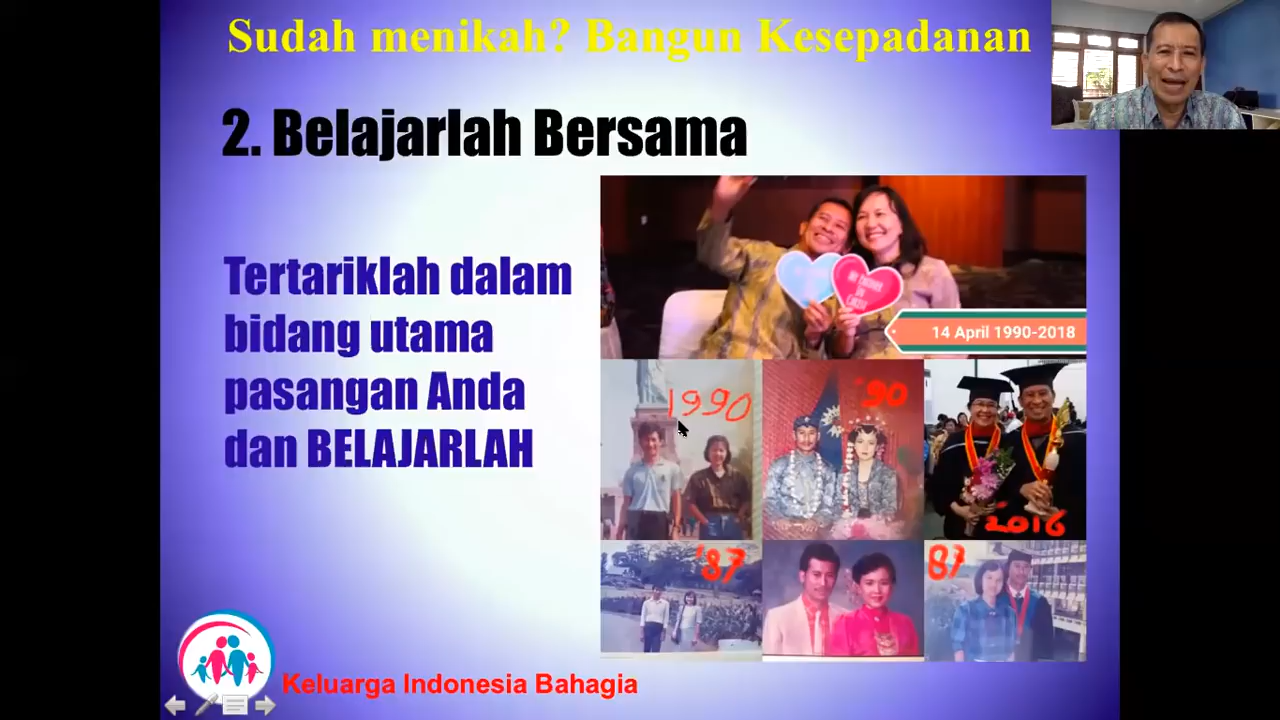 Sudah menikah? Bangun Kesepadanan
2. Belajarlah Bersama
Tertariklah dalam
bidang utama
pasangan Anda
dan BELAJARLAH
14 April 1990-2018
1990
'90
2016
'87
87
Keluarga Indonesia Bahagia